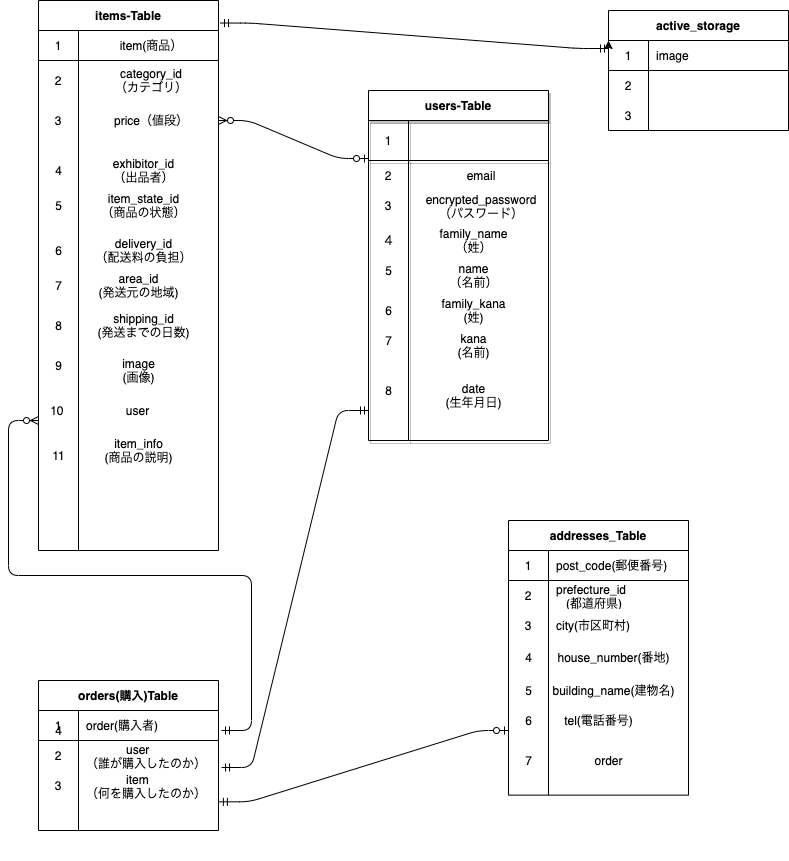 items-Table
1 item(商品）
2 category_id
（カテゴリ）
3 price（値段）
4 exhibitor_id
（出品者）
5 item_state_id
（商品の状態）
6 delivery_id
（配送料の負担）
7 area_id
(発送元の地域)
8 shipping_id
(発送までの日数)
9 image
(画像)
10 user
11 item_info
(商品の説明)
active_storage
1 image
2
3
users-Table
1
2 email
3 encrypted_password
（パスワード）
4 family_name
（姓）
5 name
（名前）
6 family_kana
(姓)
7 kana
(名前)
8 date
(生年月日)
addresses_Table
1 post_code(郵便番号)
2 prefecture_id
(都道府県)
3 city(市区町村)
4 house_number(番地)
5 building_name(建物名)
6 tel(電話番号)
7 order
orders(購入)Table
1 order(購入者)
4
2 user
（誰が購入したのか）
3 item
（何を購入したのか）